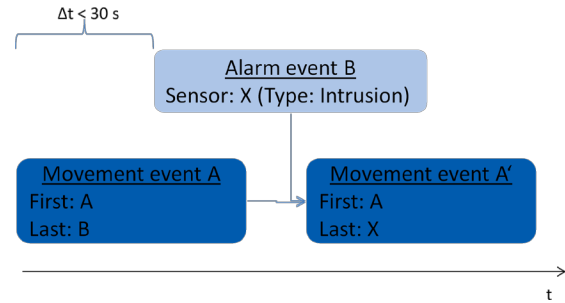 Δt < 30 s
Alarm event B
Sensor: X (Type: Intrusion)
Movement event A
First: A
Last: B
Movement event A‘
First: A
Last: X
t